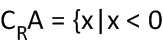 C_RA = {x|x < 0